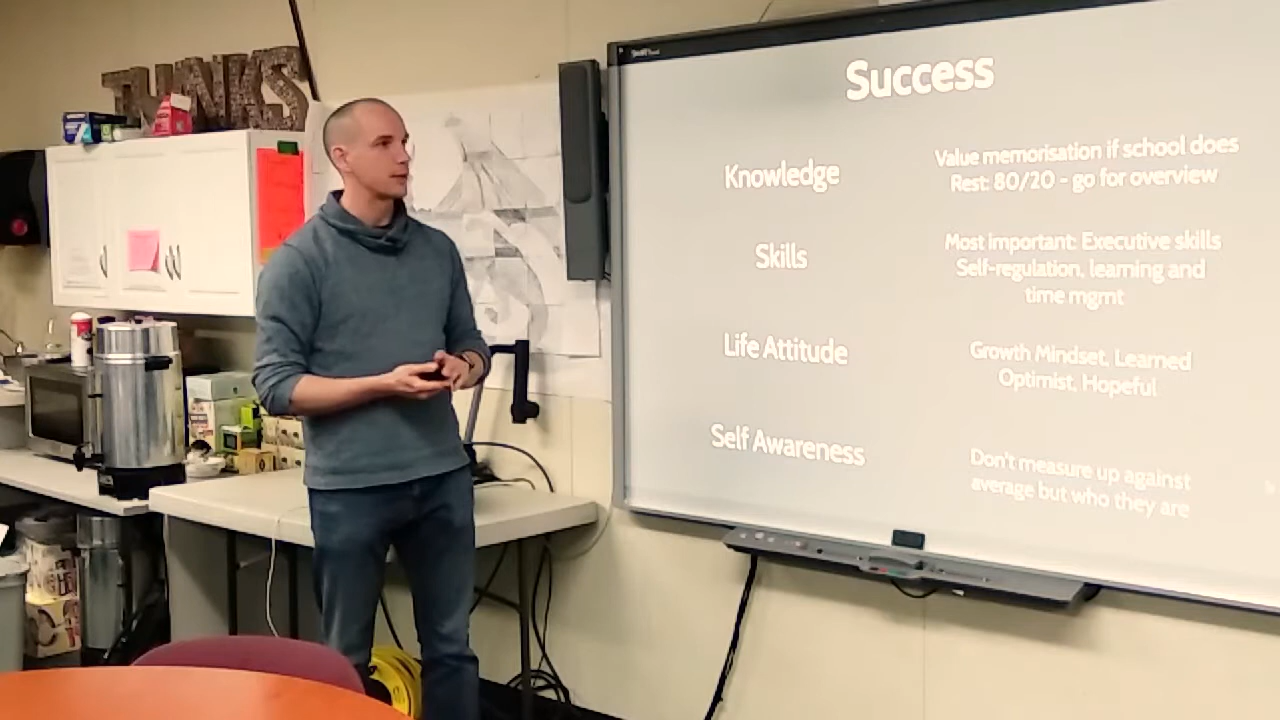 THINKS
Success
Knowledge
Value memorisation if school does
Rest: 80/20 - go for overview
Skills
Most important: Executive skills
Self-regulation, learning and
time mgmt
Life Attitude
Growth Mindset, Learned
Optimist, Hopeful
Self Awareness
Don't measure up against
average but who they are